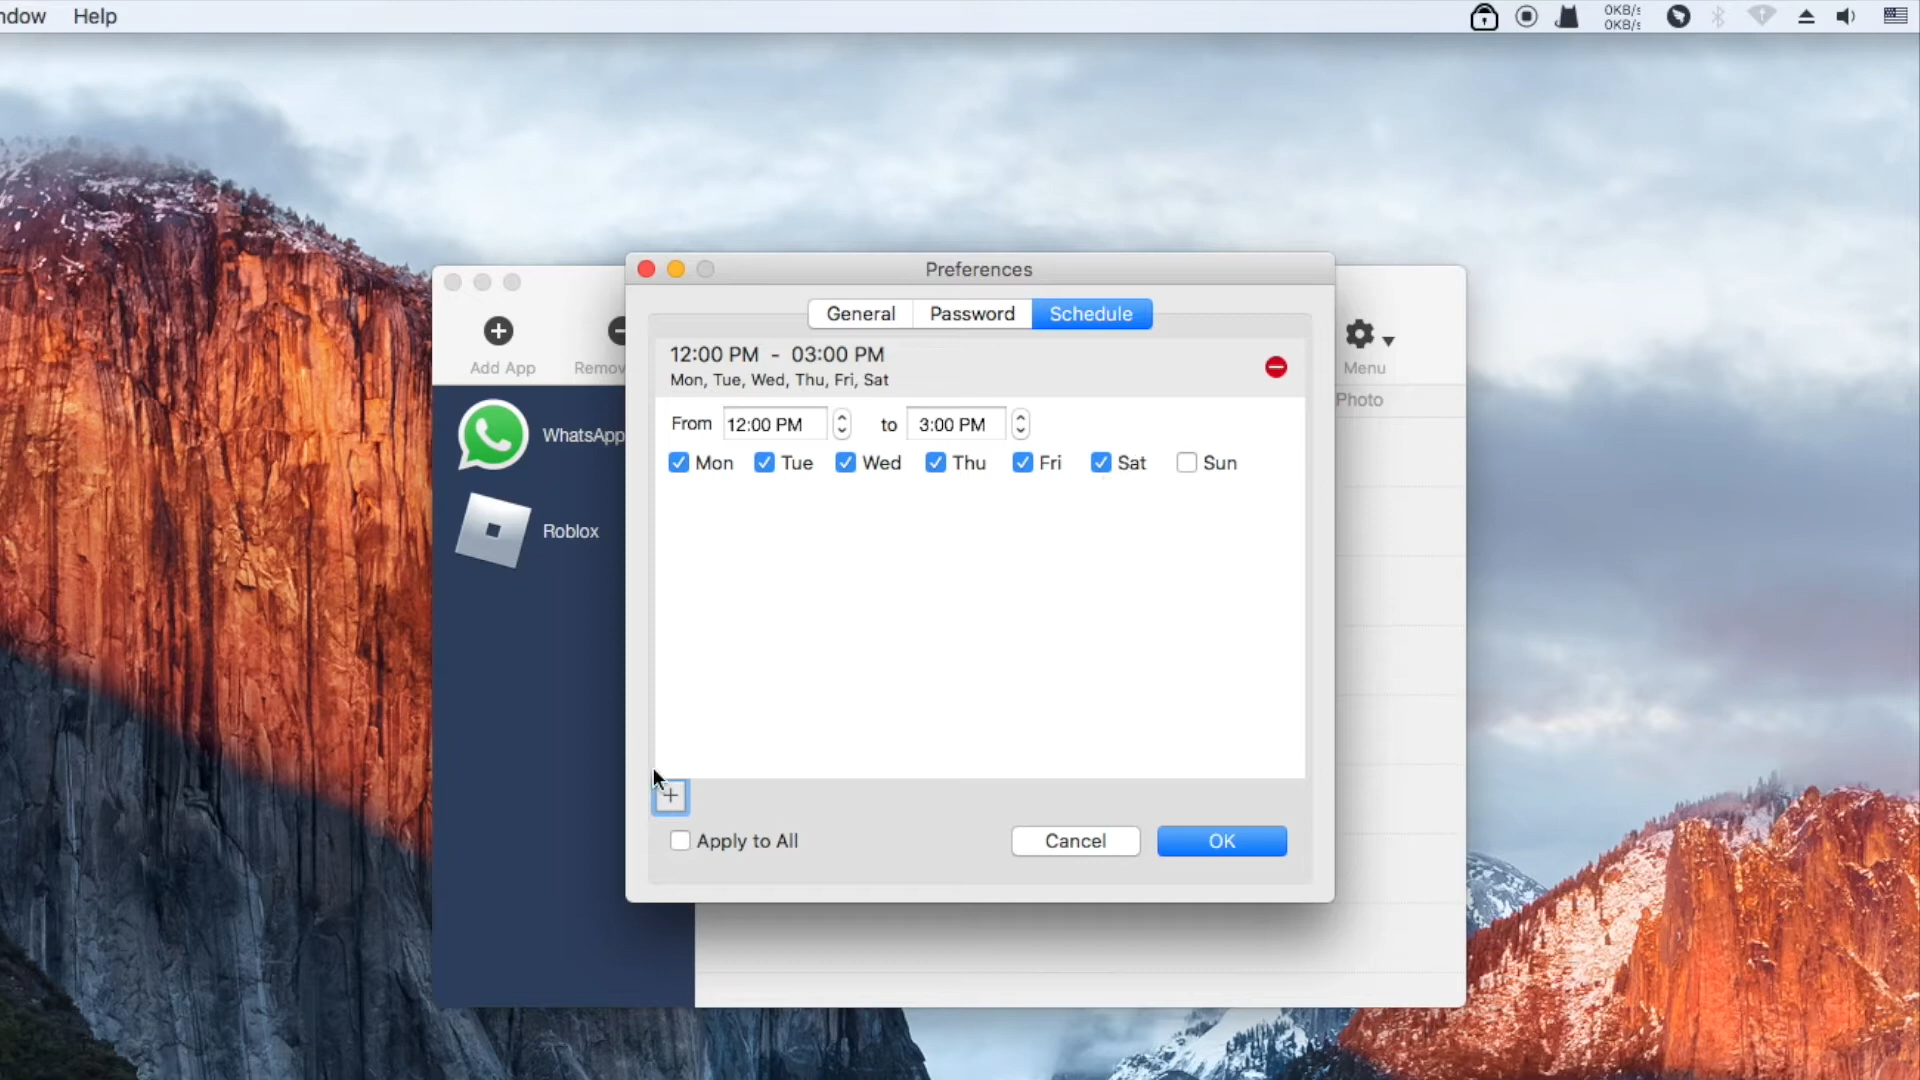 ndow Help
0KB/s
0KB/s
Preferences
General Password Schedule
Add App Remov
Menu
Photo
12:00 PM - 03:00 PM
Mon, Tue, Wed, Thu, Fri, Sat
From 12:00 PM to 3:00 PM
Mon Tue Wed Thu Fri Sat Sun
WhatsApp
Roblox
+
Apply to All
Cancel OK